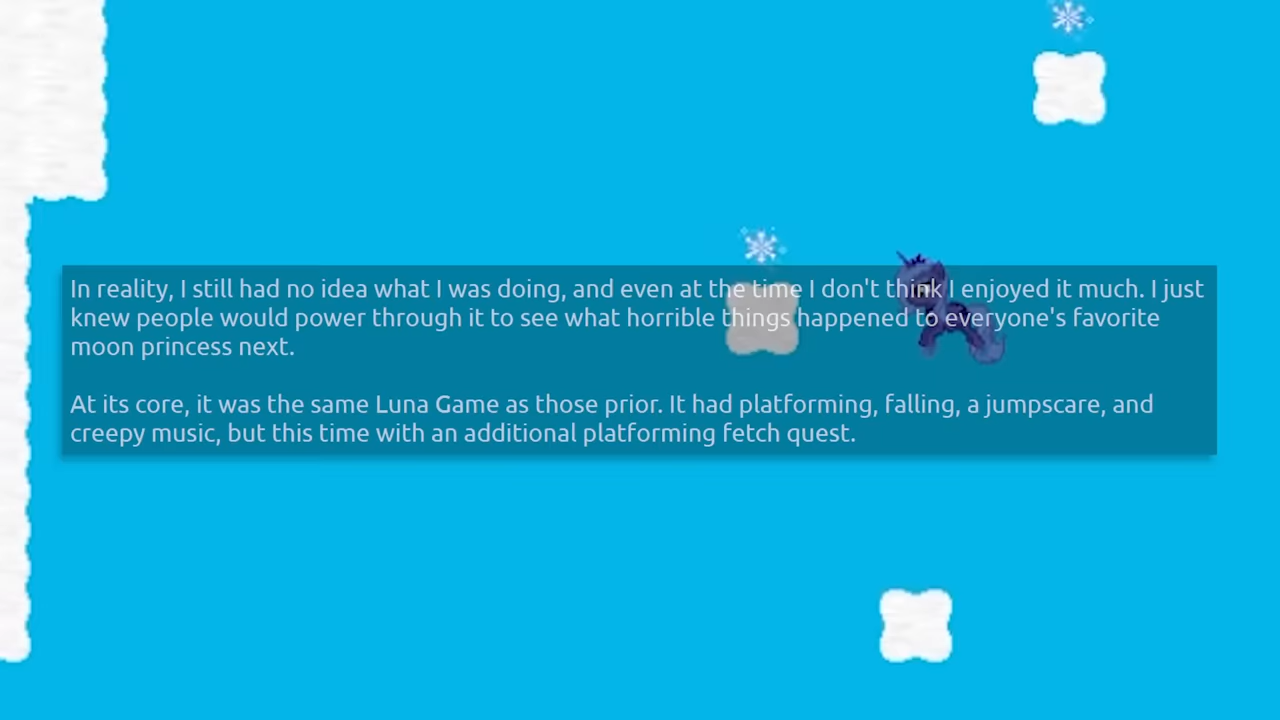 In reality, I still had no idea what I was doing, and even at the time I don't think I enjoyed it much. I just
knew people would power through it to see what horrible things happened to everyone's favorite
moon princess next.
At its core, it was the same Luna Game as those prior. It had platforming, falling, a jumpscare, and
creepy music, but this time with an additional platforming fetch quest.